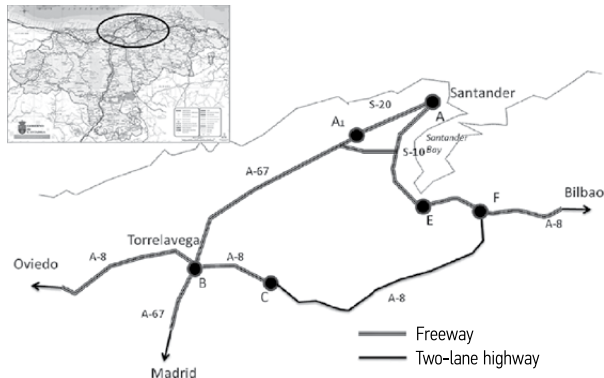 Santander
S-20
A
A₁
Santander
Bay
S-10
A-67
E
F
Bilbao
A-8
Torrelavega
A-8
A-8
Oviedo
B
C
A-8
A-67
Freeway
Two-lane highway
Madrid